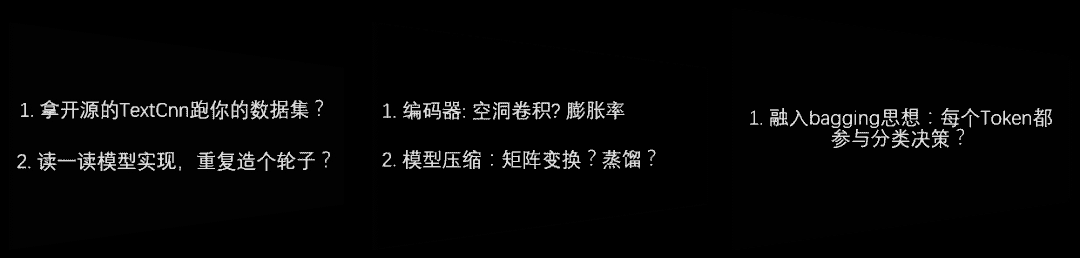 1. 拿开源的TextCnn跑你的数据集？
2. 读一读模型实现，重复造个轮子？
1. 编码器: 空洞卷积? 膨胀率
2. 模型压缩：矩阵变换？蒸馏？
1. 融入bagging思想：每个Token都
参与分类决策？